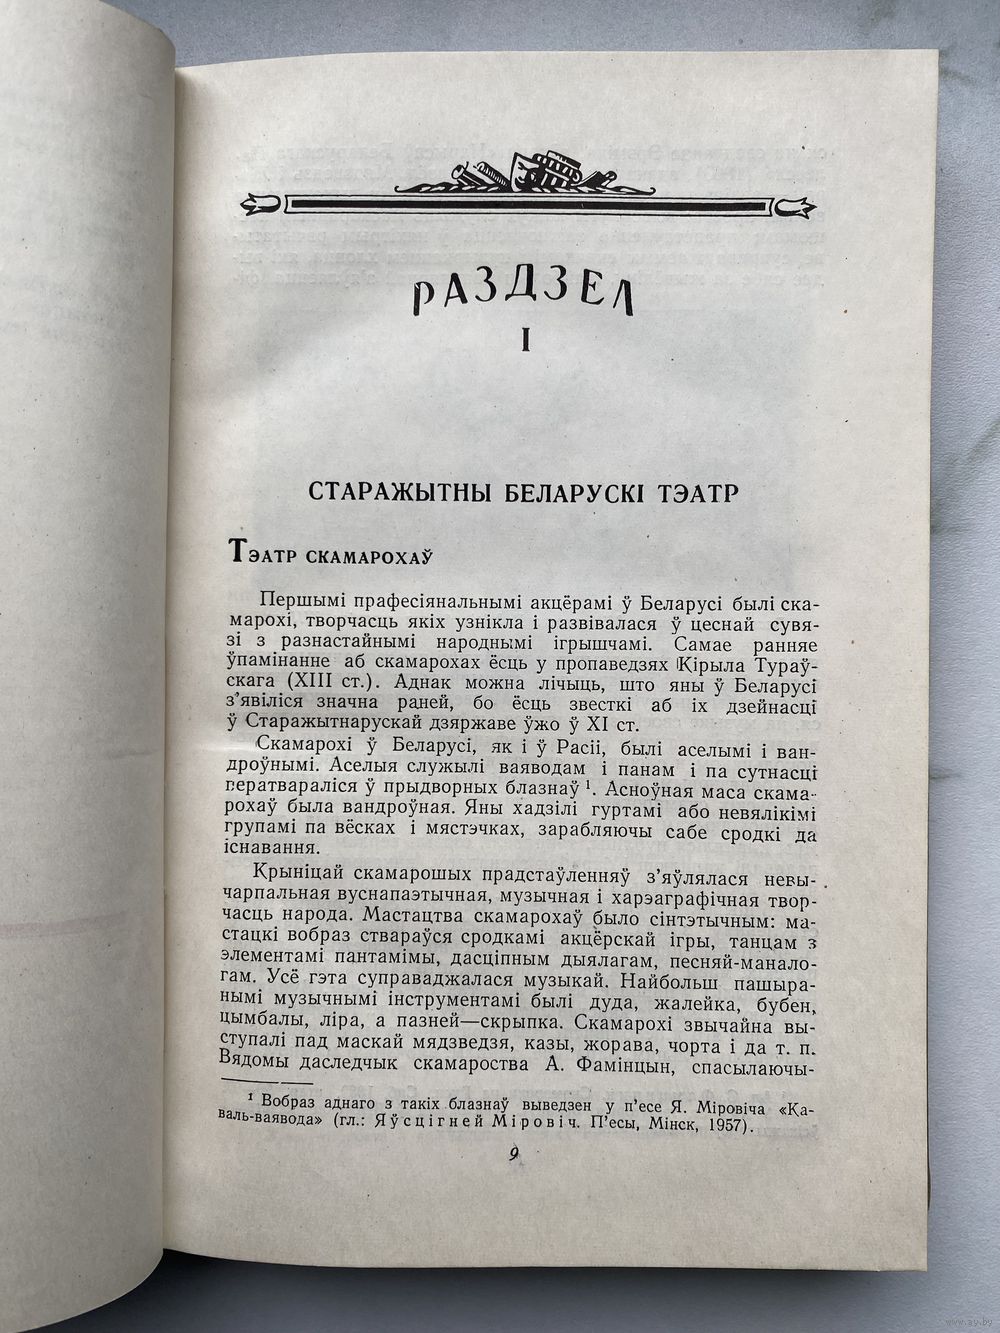 РАЗДЗЕЛ
I
СТАРАЖЫТНЫ БЕЛАРУСКІ ТЭАТР
ТЭАТР СКАМАРОХАЎ
Першымі прафесіянальнымі акцёрамі ў Беларусі былі ска-
марохі, творчасць якіх узнікла і развівалася ў цеснай сувя-
зі з разнастайнымі народнымі ігрышчамі. Самае ранняе
ўпамінанне аб скамарохах ёсць у пропаведзях Кірыла Тураў-
скага (XIII ст.). Аднак можна лічыць, што яны ў Беларусі
з'явіліся значна раней, бо ёсць звесткі аб іх дзейнасці
ў Старажытнарускай дзяржаве ўжо ў XI ст.
Скамарохі ў Беларусі, як і ў Расіі, былі аселымі і ван-
дроўнымі. Аселыя служылі ваяводам і панам і па сутнасці
ператвараліся ў прыдворных блазнаў ¹. Асноўная маса скама-
рохаў была вандроўная. Яны хадзілі гуртамі або невялікімі
групамі па вёсках і мястэчках, зарабляючы сабе сродкі да
існавання.
Крыніцай скамарошых прадстаўленняў з'яўлялася невы-
чарпальная вуснапаэтычная, музычная і харэаграфічная твор-
часць народа. Мастацтва скамарохаў было сінтэтычным: ма-
стацкі вобраз ствараўся сродкамі акцёрскай ігры, танцам з
элементамі пантамімы, дасціпным дыялагам, песняй-манало-
гам. Усё гэта суправаджалася музыкай. Найбольш пашыра-
нымі музычнымі інструментамі былі дуда, жалейка, бубен,
цымбалы, ліра, а пазней—скрыпка. Скамарохі звычайна вы-
ступалі пад маскай мядзведзя, казы, жорава, чорта і да т. п.
Вядомы даследчык скамароства А. Фамінцын, спасылаючы-
¹ Вобраз аднаго з такіх блазнаў выведзен у п'есе Я. Міровіча «Ка-
валь-ваявода» (гл.: Яўсцігней Міровіч. П'есы, Мінск, 1957).
9
www.ay.by